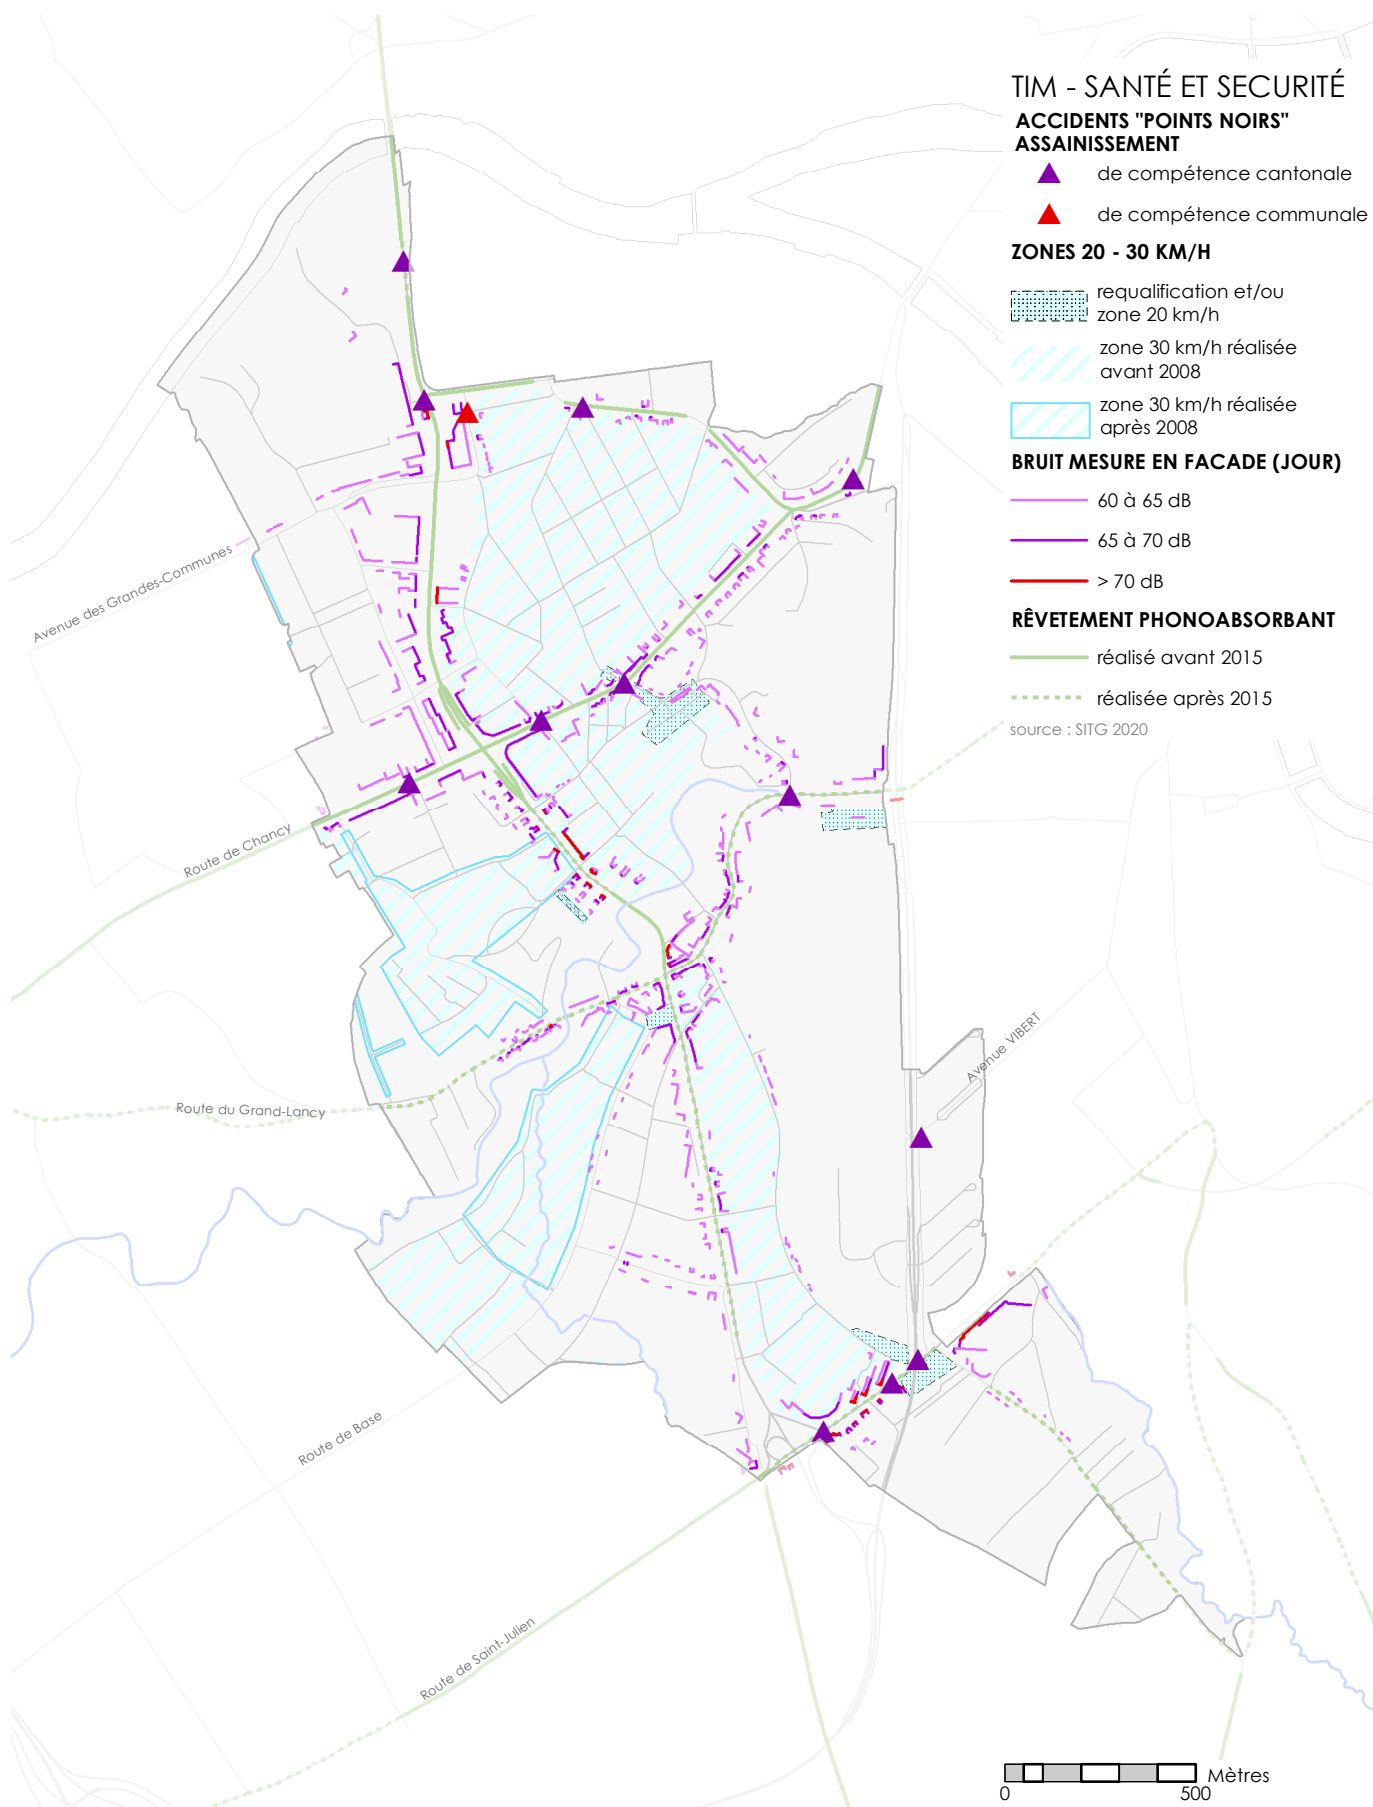 TIM - SANTÉ ET SECURITÉ
ACCIDENTS "POINTS NOIRS"
ASSAINISSEMENT
de compétence cantonale
de compétence communale
ZONES 20 - 30 KM/H
requalification et/ou
zone 20 km/h
zone 30 km/h réalisée
avant 2008
zone 30 km/h réalisée
après 2008
BRUIT MESURE EN FACADE (JOUR)
60 à 65 dB
65 à 70 dB
> 70 dB
RÊVETEMENT PHONOABSORBANT
réalisé avant 2015
réalisée après 2015
source : SITG 2020
Avenue des Grandes-Communes
Route de Chancy
Avenue VIBERT
Route du Grand-Lancy
Route de Base
Route de Saint-Julien
Mètres
0
500